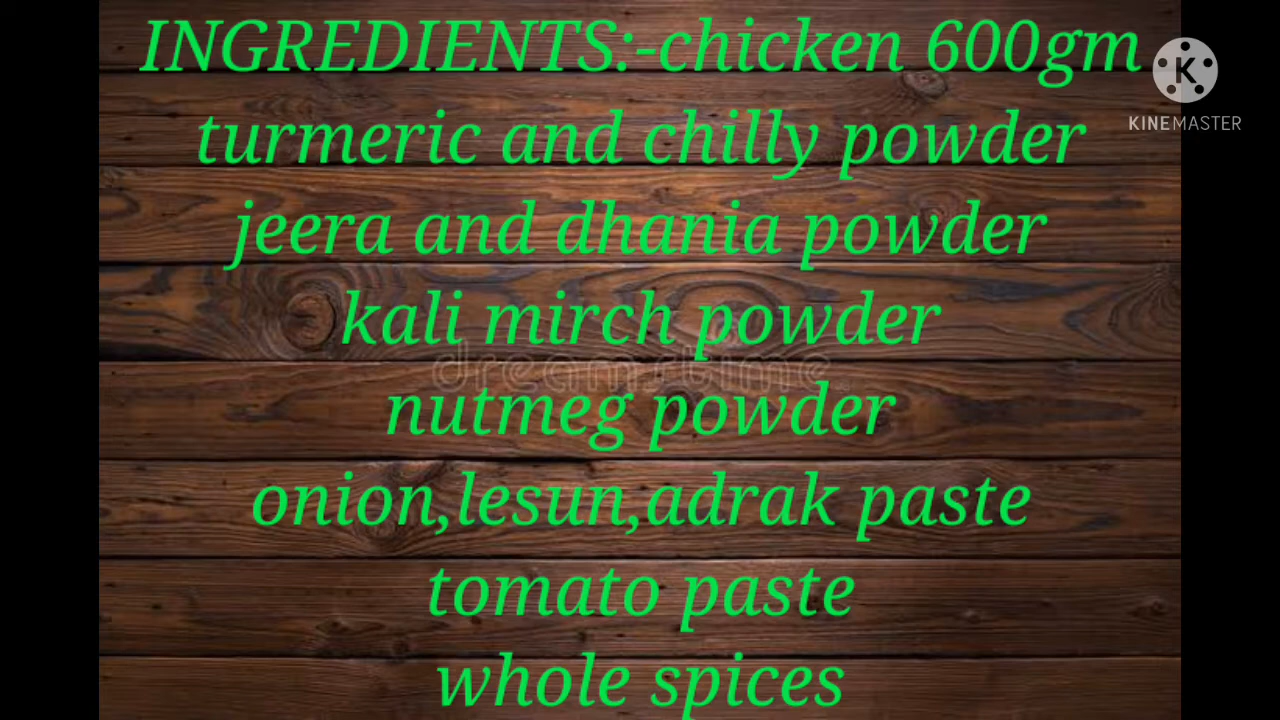 INGREDIENTS:-chicken 600gm
K
KINEMASTER
turmeric and chilly powder
jeera and dhania powder
kali mirch powder
dreamstime
nutmeg powder
onion,lesun,adrak paste
tomato paste
whole spices